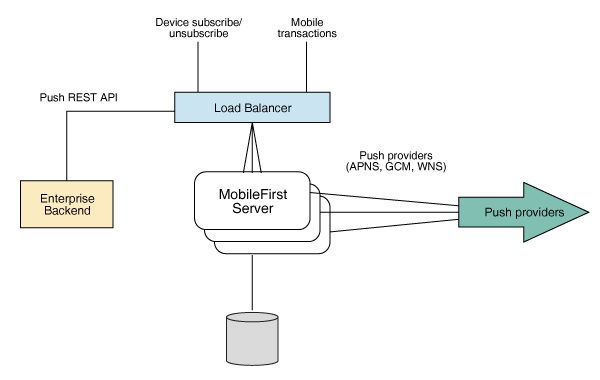 Device subscribe/
unsubscribe
Mobile
transactions
Push REST API
Load Balancer
Push providers
(APNS, GCM, WNS)
Enterprise
Backend
MobileFirst
Server
Push providers